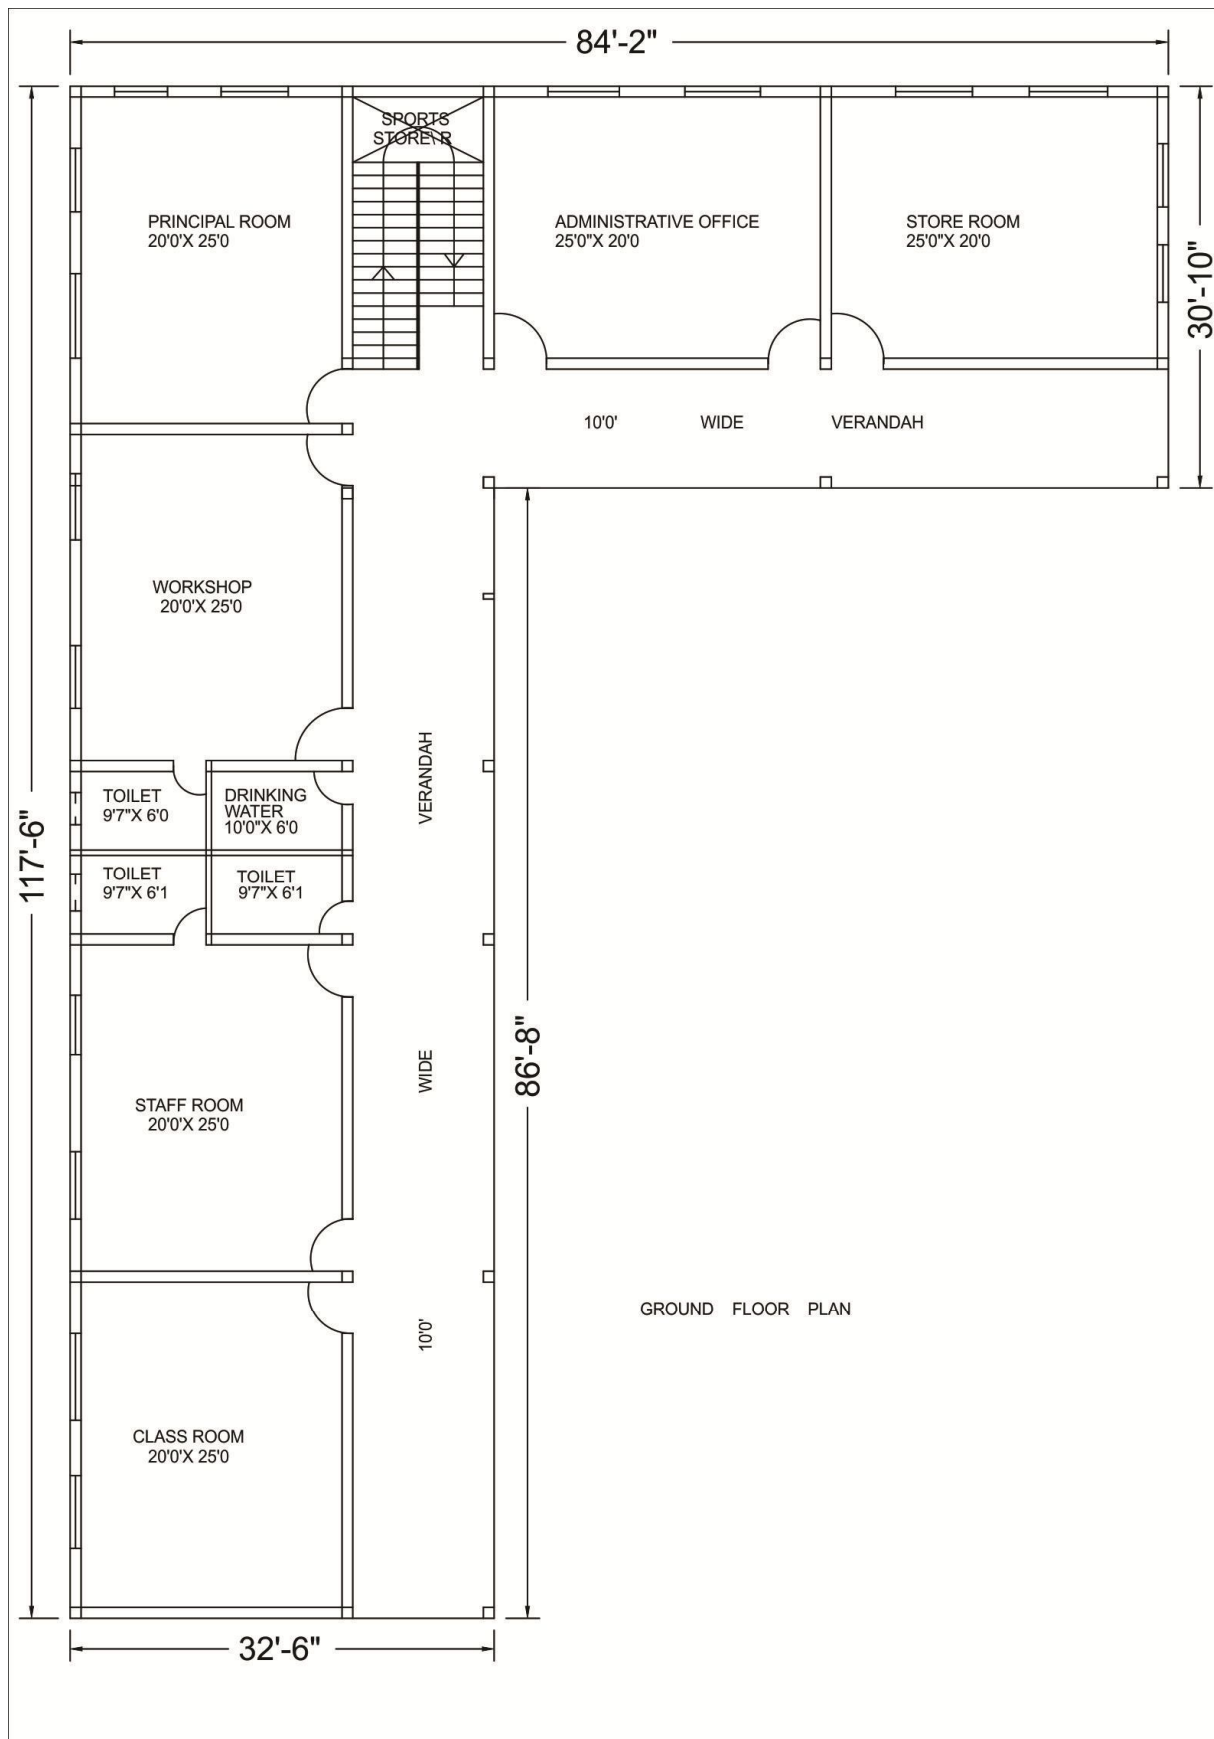 84'-2"
SPORTS
STORE\ R
PRINCIPAL ROOM
20'0'X 25'0
ADMINISTRATIVE OFFICE
25'0"X 20'0
STORE ROOM
25'0"X 20'0
30'-10"
10'0' WIDE VERANDAH
WORKSHOP
20'0'X 25'0
VERANDAH
TOILET
9'7"X 6'0
DRINKING
WATER
10'0"X 6'0
117'-6"
TOILET
9'7"X 6'1
TOILET
9'7"X 6'1
WIDE
86'-8"
STAFF ROOM
20'0'X 25'0
GROUND FLOOR PLAN
10'0'
CLASS ROOM
20'0'X 25'0
32'-6"